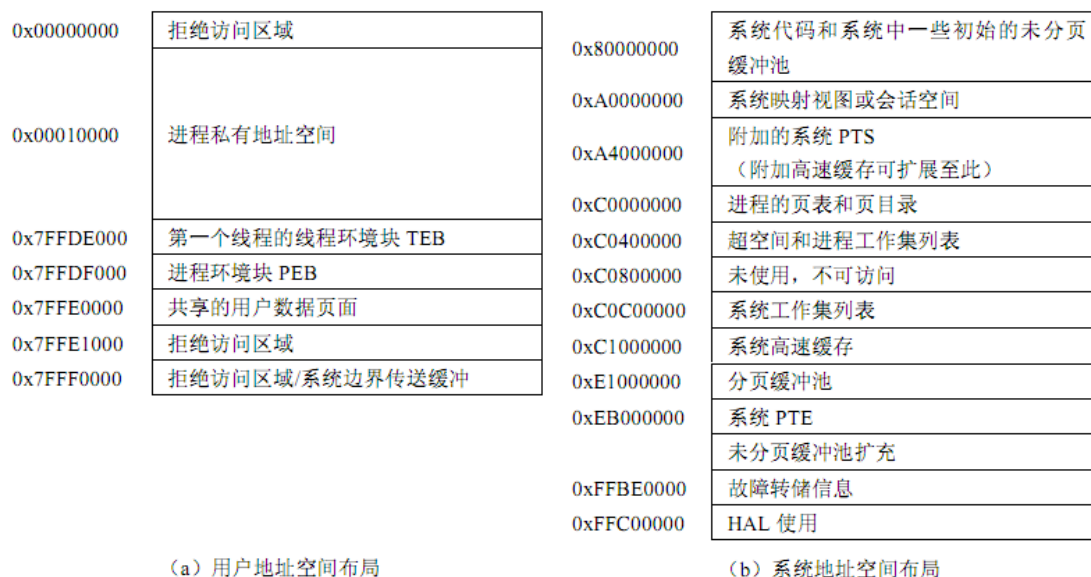 0x00000000 拒绝访问区域
0x00010000 进程私有地址空间
0x7FFDE000 第一个线程的线程环境块 TEB
0x7FFDF000 进程环境块 PEB
0x7FFE0000 共享的用户数据页面
0x7FFE1000 拒绝访问区域
0x7FFF0000 拒绝访问区域/系统边界传送缓冲
(a) 用户地址空间布局
0x80000000 系统代码和系统中一些初始的未分页
缓冲池
0xA0000000 系统映射视图或会话空间
0xA4000000 附加的系统 PTS
（附加高速缓存可扩展至此）
0xC0000000 进程的页表和页目录
0xC0400000 超空间和进程工作集列表
0xC0800000 未使用，不可访问
0xC0C00000 系统工作集列表
0xC1000000 系统高速缓存
0xE1000000 分页缓冲池
0xEB000000 系统 PTE
未分页缓冲池扩充
0xFFBE0000 故障转储信息
0xFFC00000 HAL 使用
(b) 系统地址空间布局